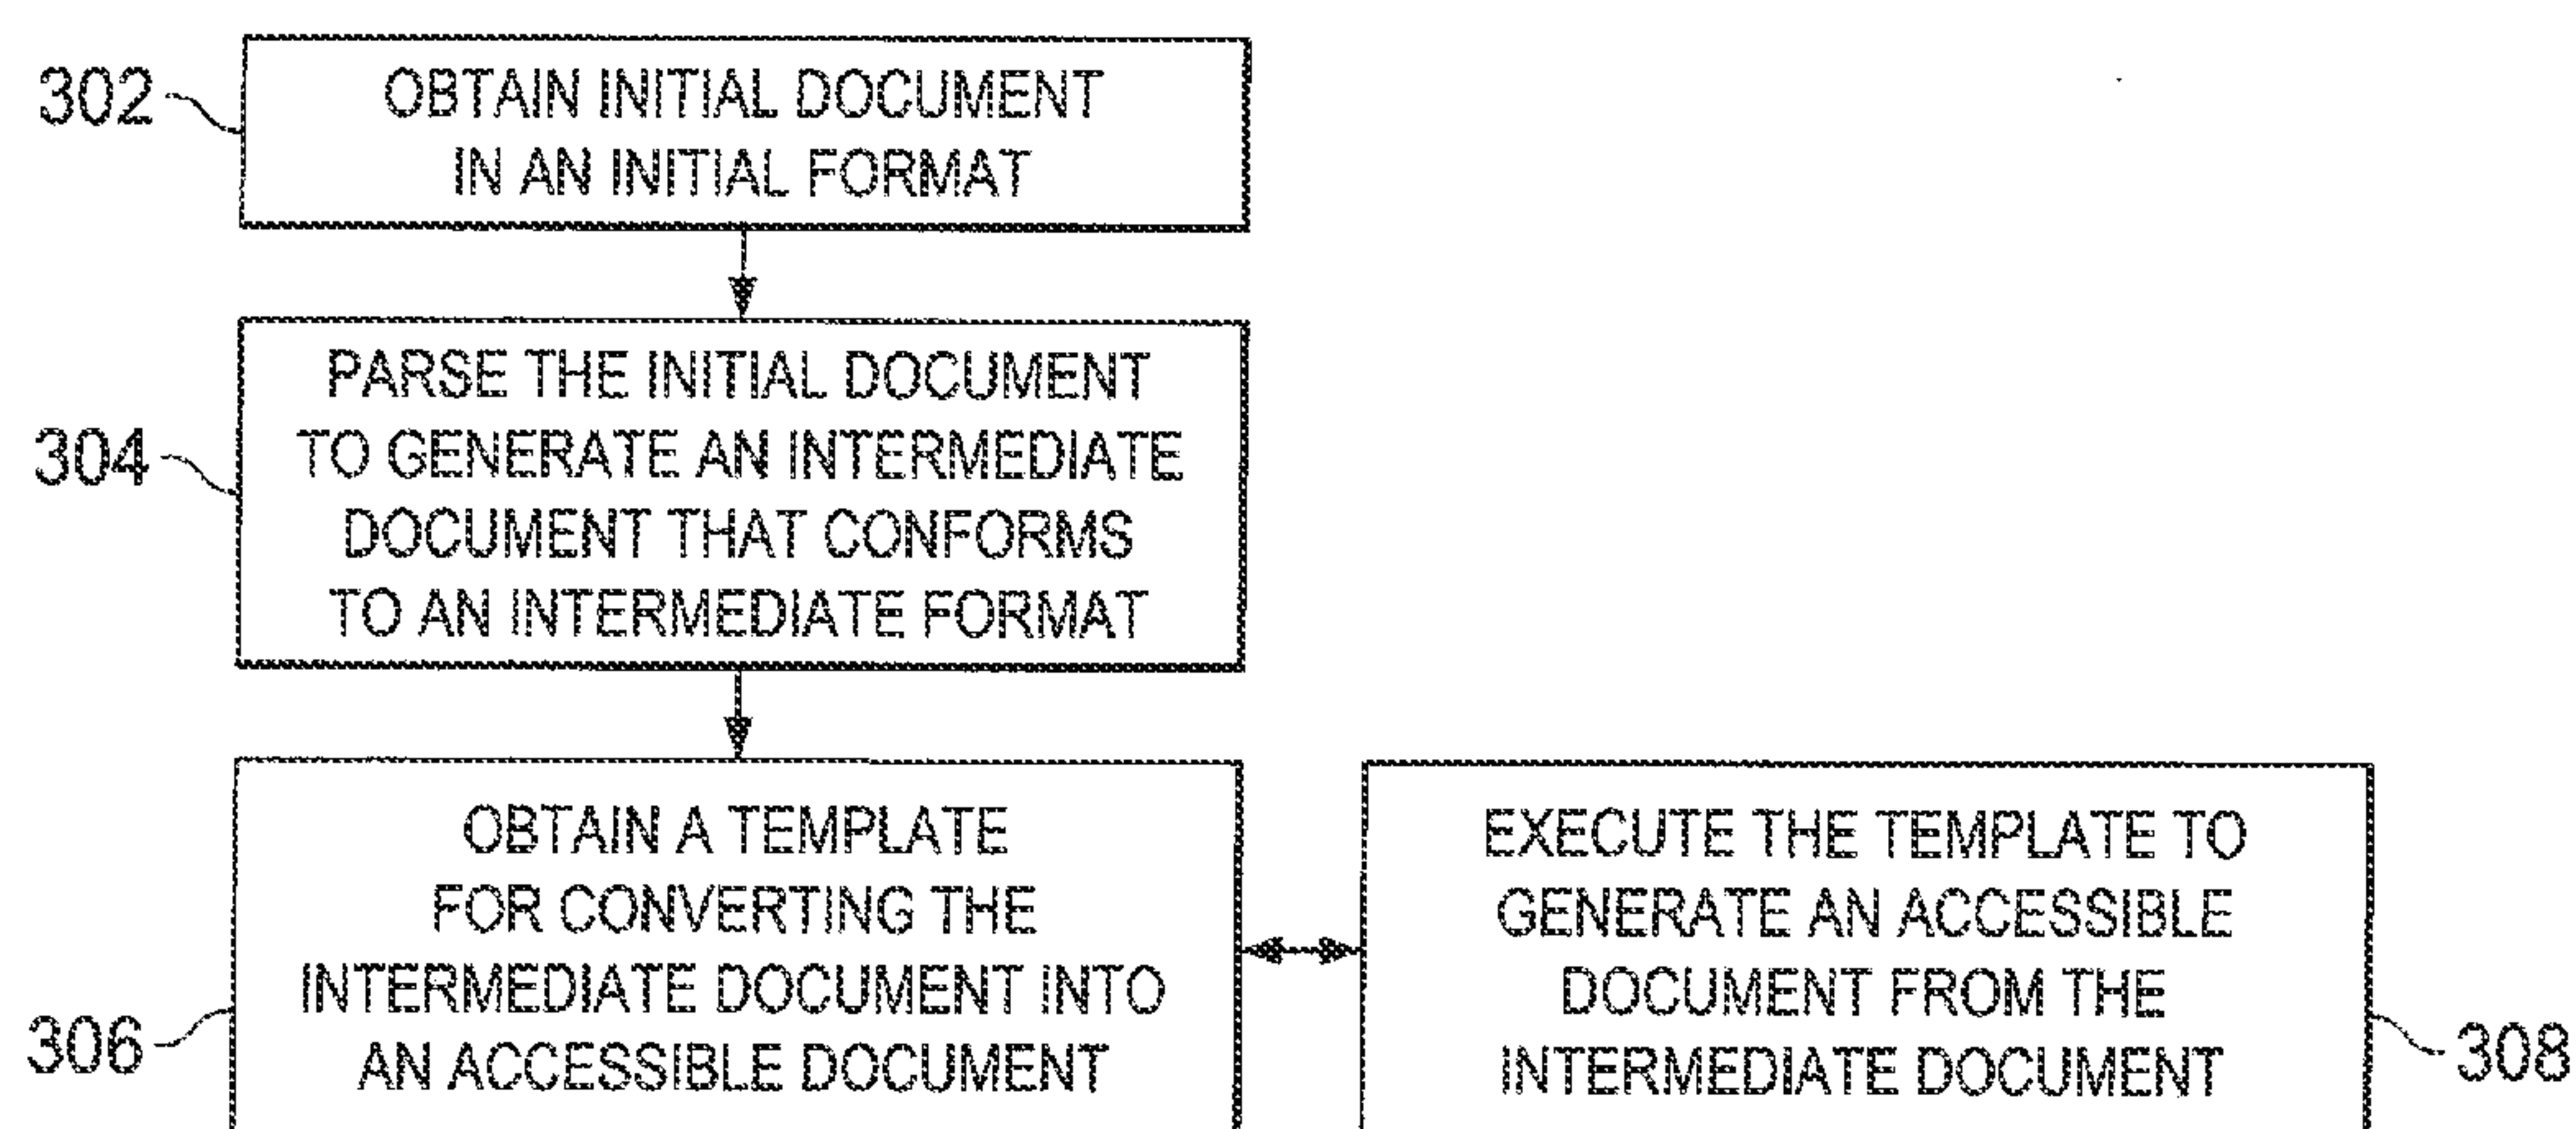 302
OBTAIN INITIAL DOCUMENT
IN AN INITIAL FORMAT
304
PARSE THE INITIAL DOCUMENT
TO GENERATE AN INTERMEDIATE
DOCUMENT THAT CONFORMS
TO AN INTERMEDIATE FORMAT
306
OBTAIN A TEMPLATE
FOR CONVERTING THE
INTERMEDIATE DOCUMENT INTO
AN ACCESSIBLE DOCUMENT
EXECUTE THE TEMPLATE TO
GENERATE AN ACCESSIBLE
DOCUMENT FROM THE
INTERMEDIATE DOCUMENT
308